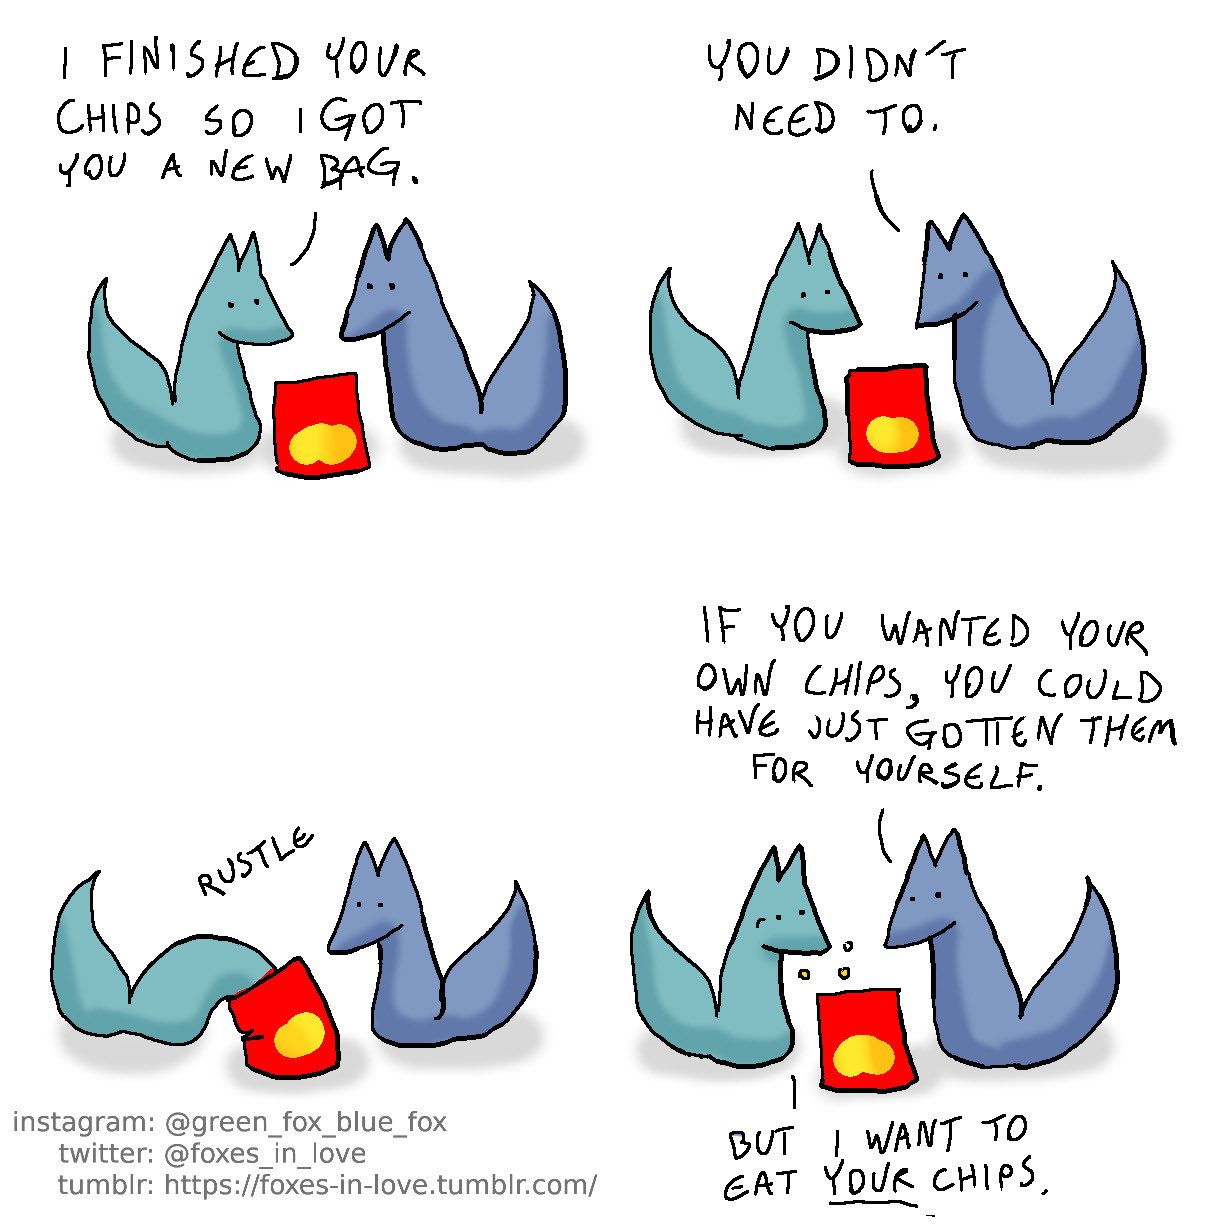 I FINISHED YOUR
CHIPS SO I GOT
YOU A NEW BAG.
YOU DIDN'T
NEED TO.
RUSTLE
IF YOU WANTED YOUR
OWN CHIPS, YOU COULD
HAVE JUST GOTTEN THEM
FOR YOURSELF.
BUT I WANT TO
EAT YOUR CHIPS.
instagram: @green_fox_blue_fox
twitter: @foxes_in_love
tumblr: https://foxes-in-love.tumblr.com/